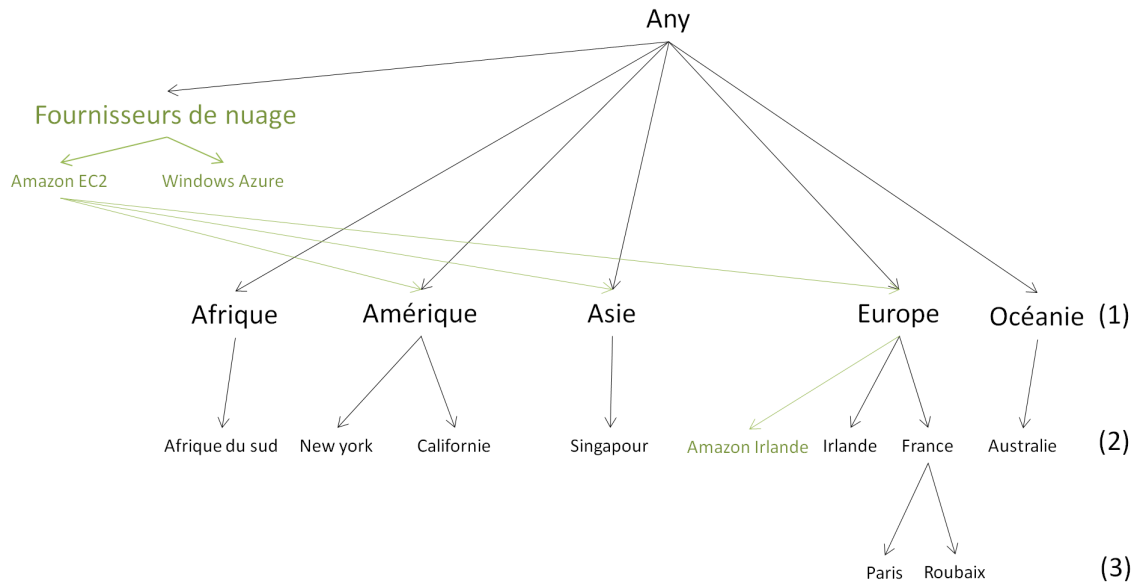 Any
Fournisseurs de nuage
Amazon EC2 Windows Azure
Afrique Amérique Asie Europe Océanie (1)
Afrique du sud New york Californie Singapour Amazon Irlande Irlande France Australie (2)
Paris Roubaix (3)